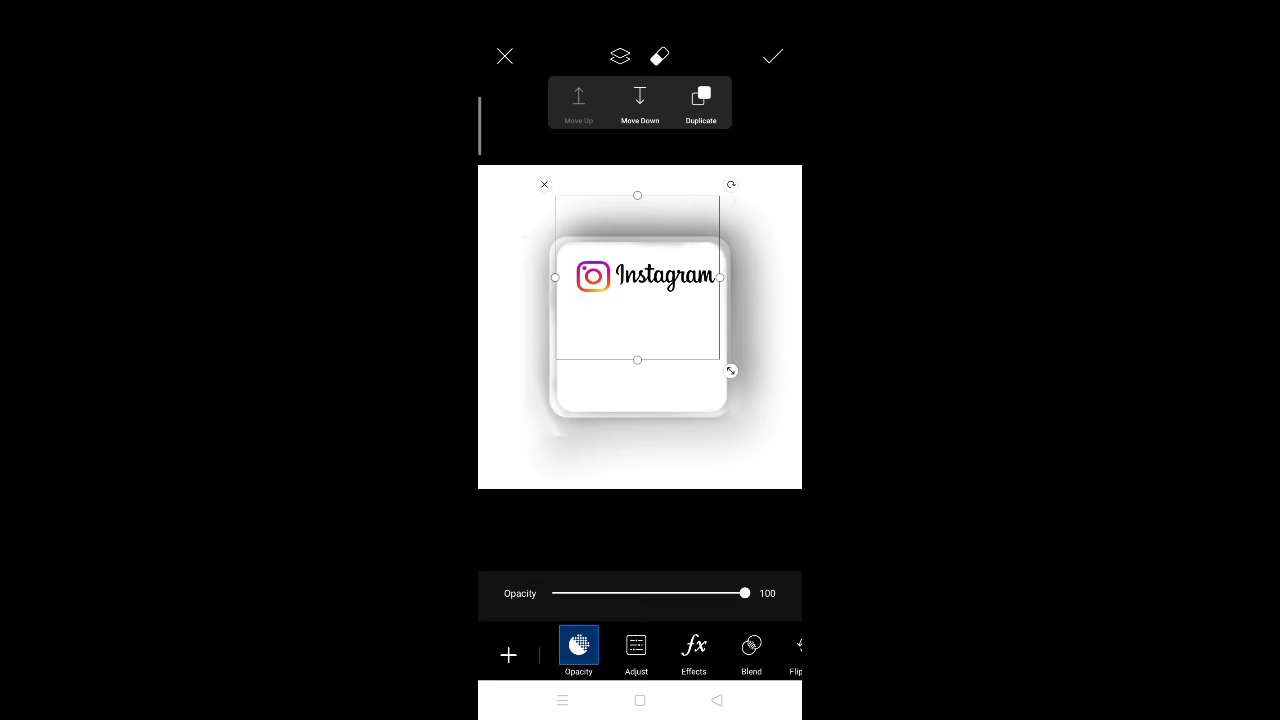 Move Up
Move Down
Duplicate
Instagram
Opacity
100
Opacity
Adjust
Effects
Blend
Flip